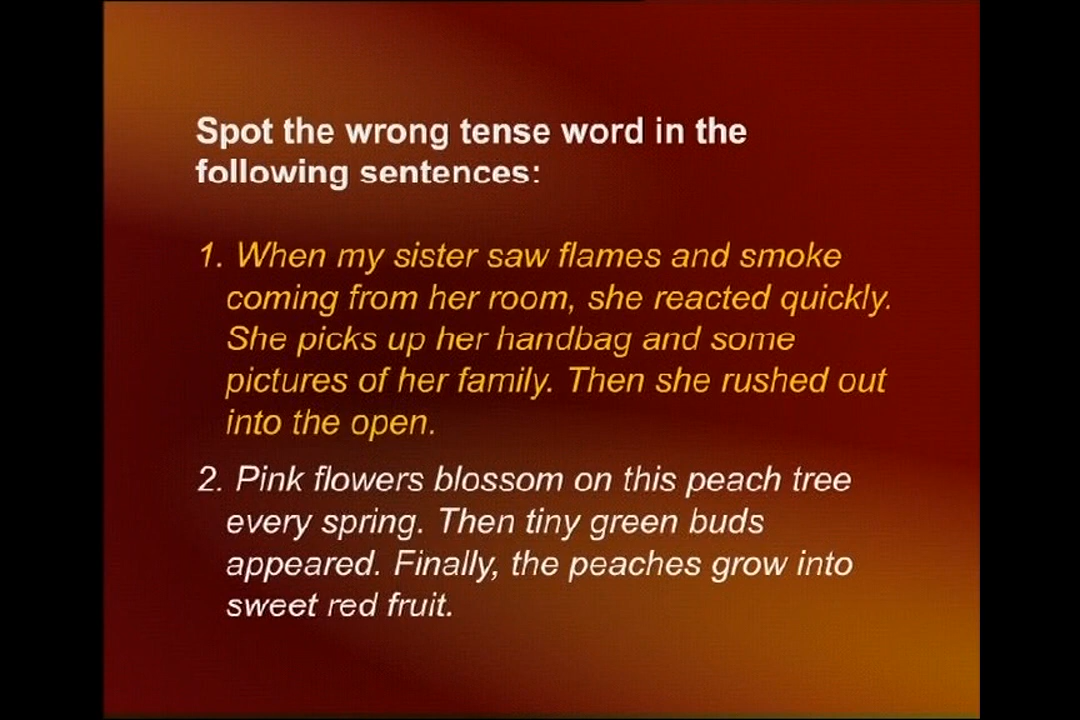 Spot the wrong tense word in the
following sentences:
1. When my sister saw flames and smoke
coming from her room, she reacted quickly.
She picks up her handbag and some
pictures of her family. Then she rushed out
into the open.
2. Pink flowers blossom on this peach tree
every spring. Then tiny green buds
appeared. Finally, the peaches grow into
sweet red fruit.